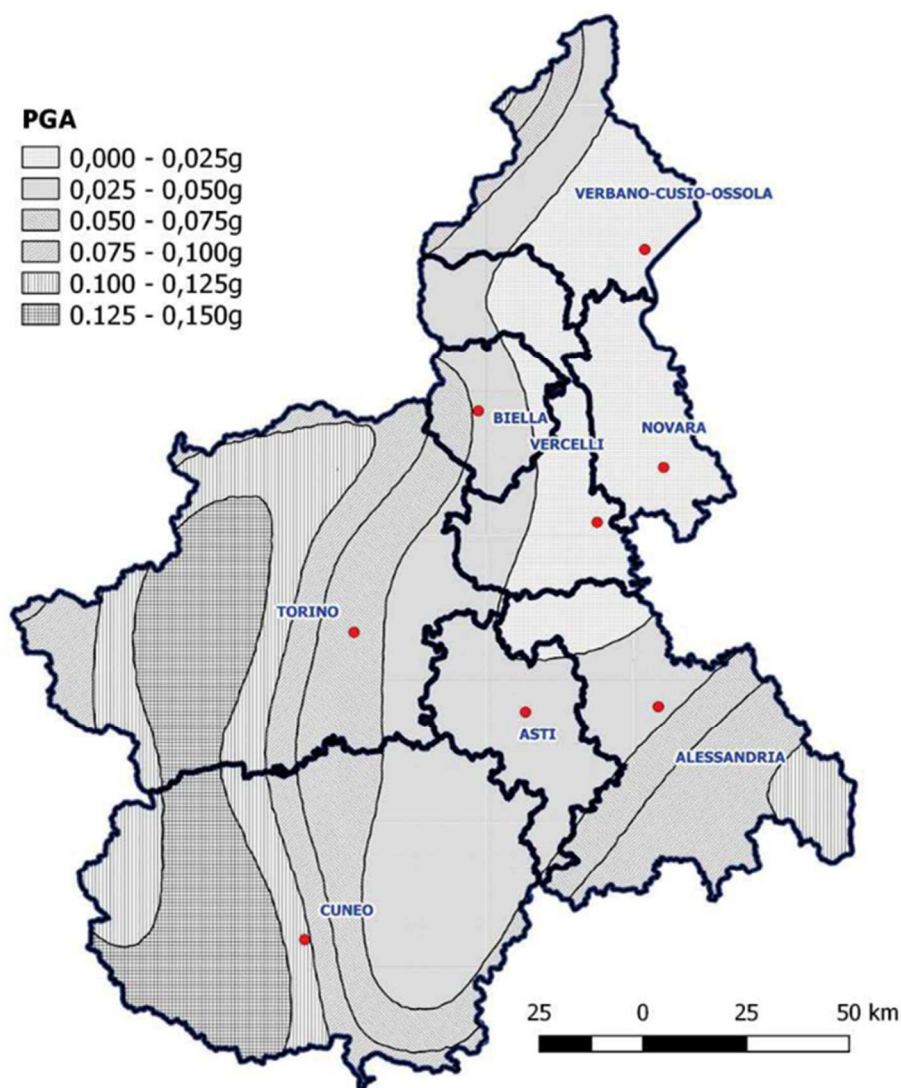 PGA
0,000 - 0,025g
0,025 - 0,050g
0.050 - 0,075g
0.075 - 0,100g
0.100 - 0,125g
0.125 - 0,150g
VERBANO-CUSIO-OSSOLA
BIELLA
NOVARA
VERCELLI
TORINO
ASTI
ALESSANDRIA
CUNEO
25 0 25 50 km